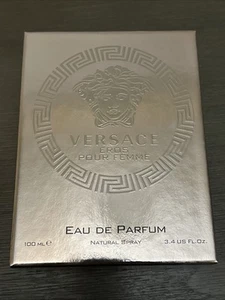 VERSACE
EROS
POUR FEMME
EAU DE PARFUM
100 ML ℮ NATURAL SPRAY 3.4 US FL.OZ.